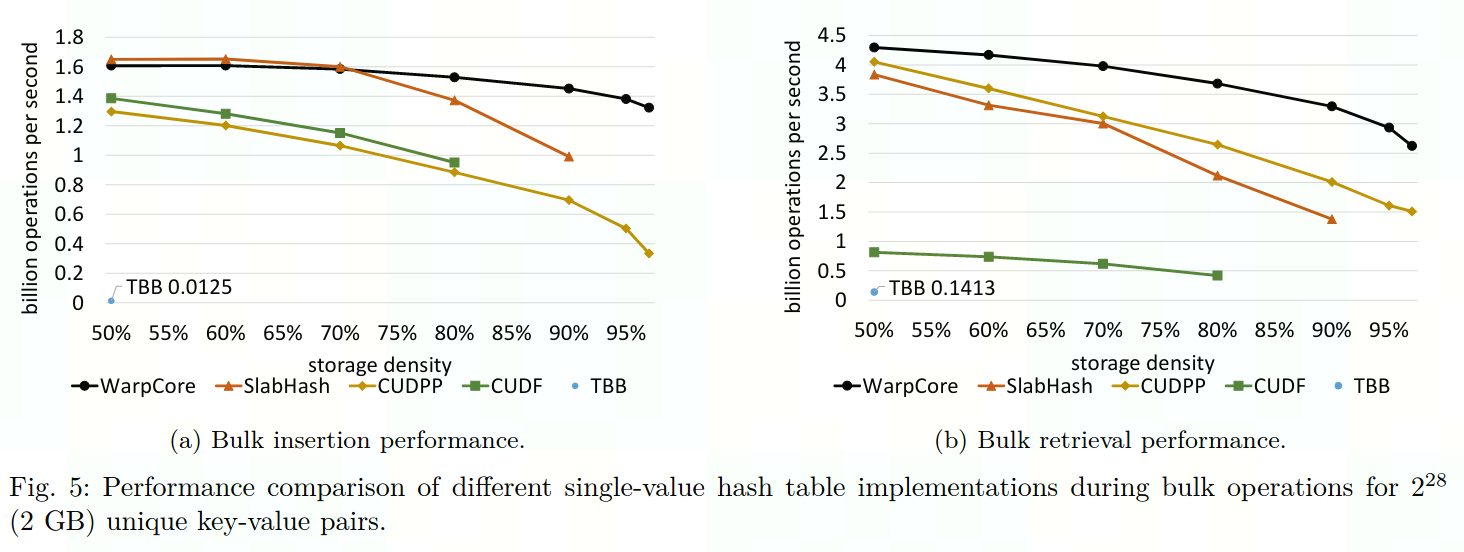 billion operations per second
1.8
1.6
1.4
1.2
1
0.8
0.6
0.4
0.2
0
TBB 0.0125
50% 55% 60% 65% 70% 75% 80% 85% 90% 95%
storage density
WarpCore SlabHash CUDPP CUDF TBB
(a) Bulk insertion performance.
billion operations per second
4.5
4
3.5
3
2.5
2
1.5
1
0.5
0
TBB 0.1413
50% 55% 60% 65% 70% 75% 80% 85% 90% 95%
storage density
WarpCore SlabHash CUDPP CUDF TBB
(b) Bulk retrieval performance.
Fig. 5: Performance comparison of different single-value hash table implementations during bulk operations for 2²⁸
(2 GB) unique key-value pairs.